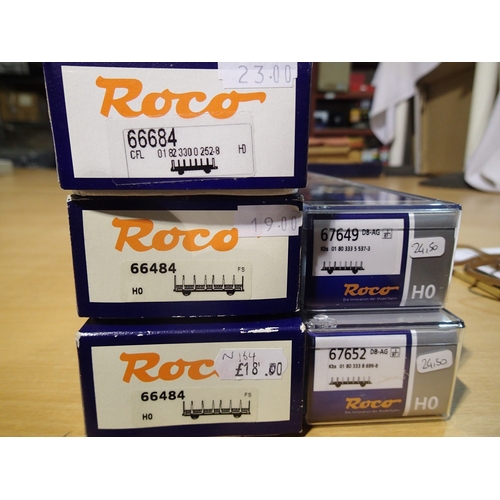 23.00
Roco
66684
CFL 01 82 330 0 252-8 H0
19.00
Roco
66484 FS
H0
N 164
£18.00
Roco
66484 FS
H0
67649 DB-AG
Kbs 01 80 333 5 537-3
24,50
Roco
H0
67652 DB-AG
24,50
Roco
H0